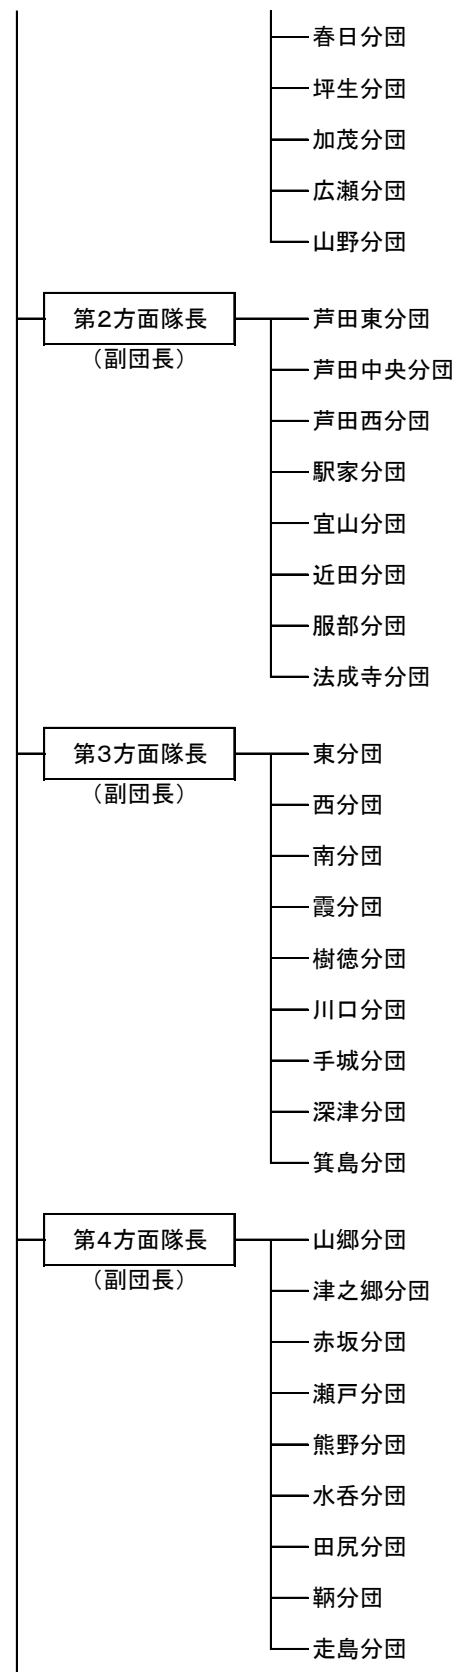 春日分団
坪生分団
加茂分団
広瀬分団
山野分団
第2方面隊長
（副団長）
芦田東分団
芦田中央分団
芦田西分団
駅家分団
宜山分団
近田分団
服部分団
法成寺分団
第3方面隊長
（副団長）
東分団
西分団
南分団
霞分団
樹徳分団
川口分団
手城分団
深津分団
箕島分団
第4方面隊長
（副団長）
山郷分団
津之郷分団
赤坂分団
瀬戸分団
熊野分団
水呑分団
田尻分団
鞆分団
走島分団